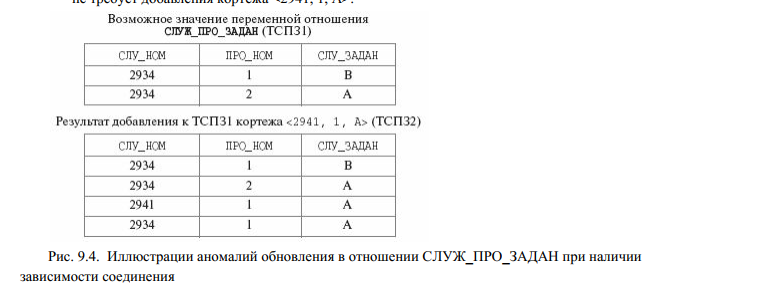 не требует добавления кортежа <2941, 1, A>.
Возможное значение переменной отношения
СЛУЖ_ПРО_ЗАДАН (ТСПЗ1)
СЛУ_НОМ ПРО_НОМ СЛУ_ЗАДАН
2934 1 B
2934 2 A
Результат добавления к ТСПЗ1 кортежа <2941, 1, A> (ТСПЗ2)
СЛУ_НОМ ПРО_НОМ СЛУ_ЗАДАН
2934 1 B
2934 2 A
2941 1 A
2934 1 A
Рис. 9.4. Иллюстрации аномалий обновления в отношении СЛУЖ_ПРО_ЗАДАН при наличии
зависимости соединения